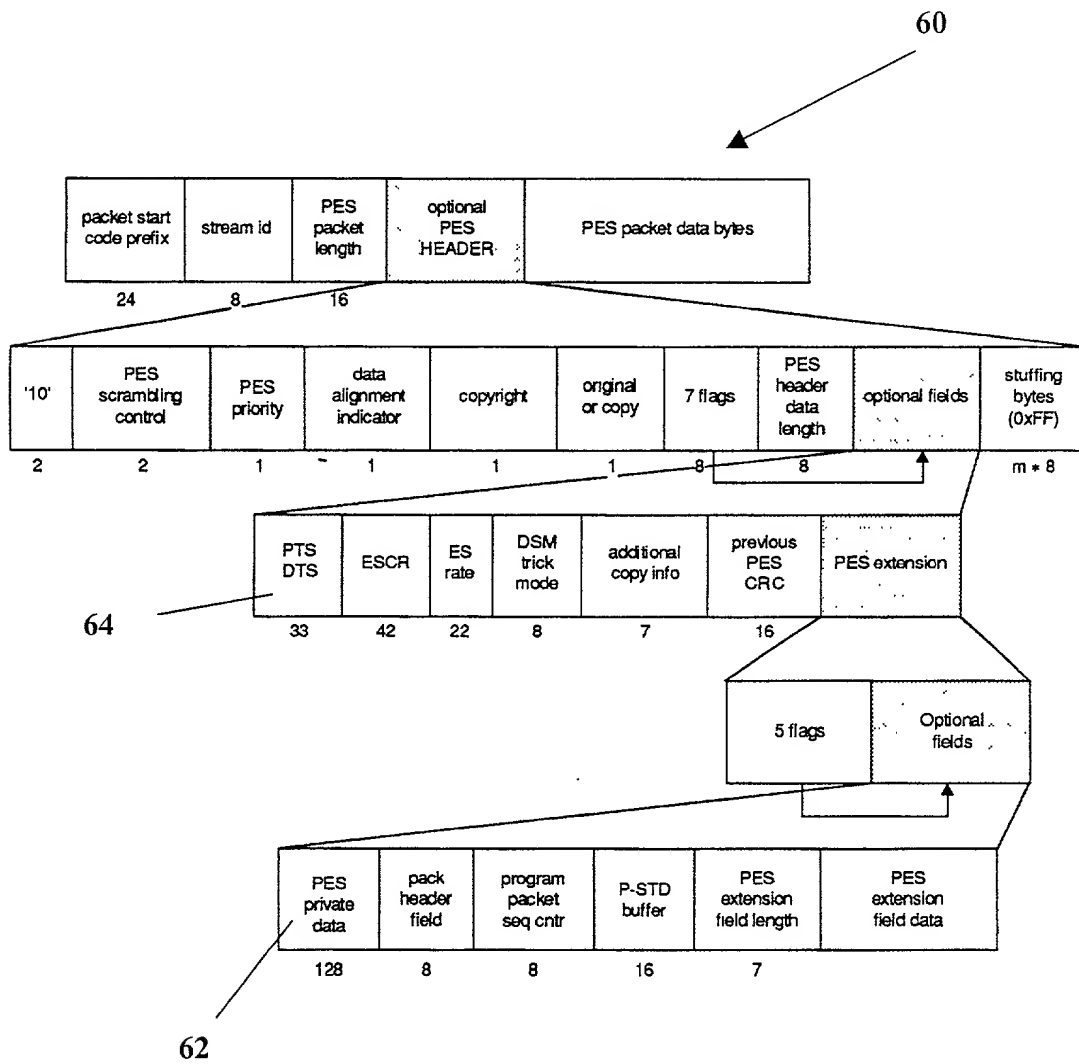 60
packet start
code prefix
stream id
PES
packet
length
optional
PES
HEADER
PES packet data bytes
24
8
16
'10'
PES
scrambling
control
PES
priority
data
alignment
indicator
copyright
original
or copy
7 flags
PES
header
data
length
optional fields
stuffing
bytes
(0xFF)
2
2
1
1
1
1
8
8
m * 8
PTS
DTS
ESCR
ES
rate
DSM
trick
mode
additional
copy info
previous
PES
CRC
PES extension
64
33
42
22
8
7
16
5 flags
Optional
fields
PES
private
data
pack
header
field
program
packet
seq cntr
P-STD
buffer
PES
extension
field length
PES
extension
field data
128
8
8
16
7
62